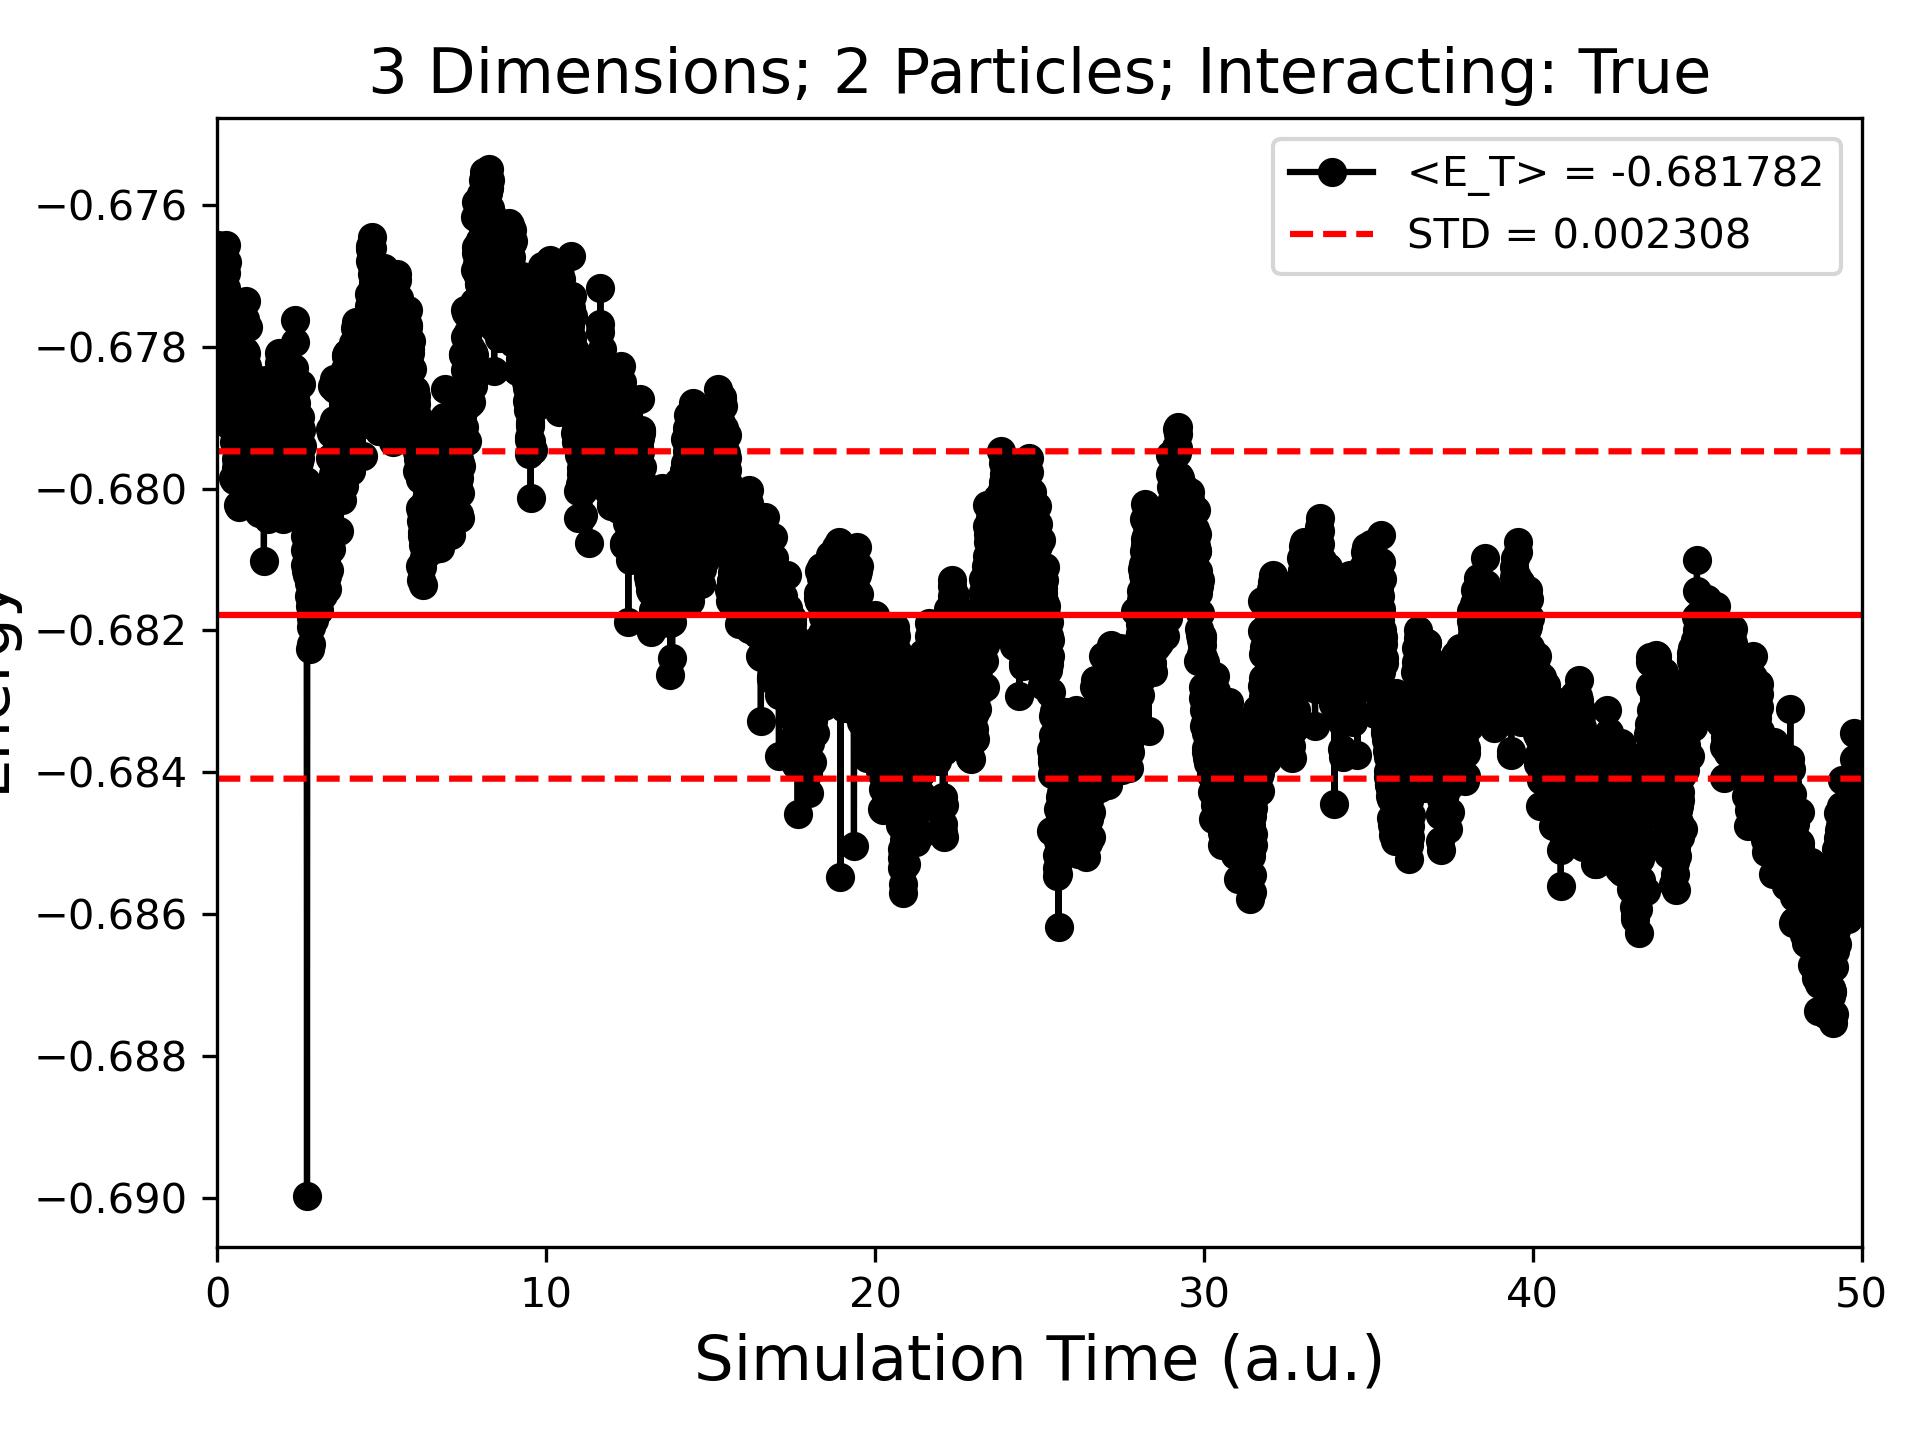 3 Dimensions; 2 Particles; Interacting: True
<E_T> = -0.681782
STD = 0.002308
−0.676
−0.678
−0.680
−0.682
−0.684
−0.686
−0.688
−0.690
Energy
0 10 20 30 40 50
Simulation Time (a.u.)